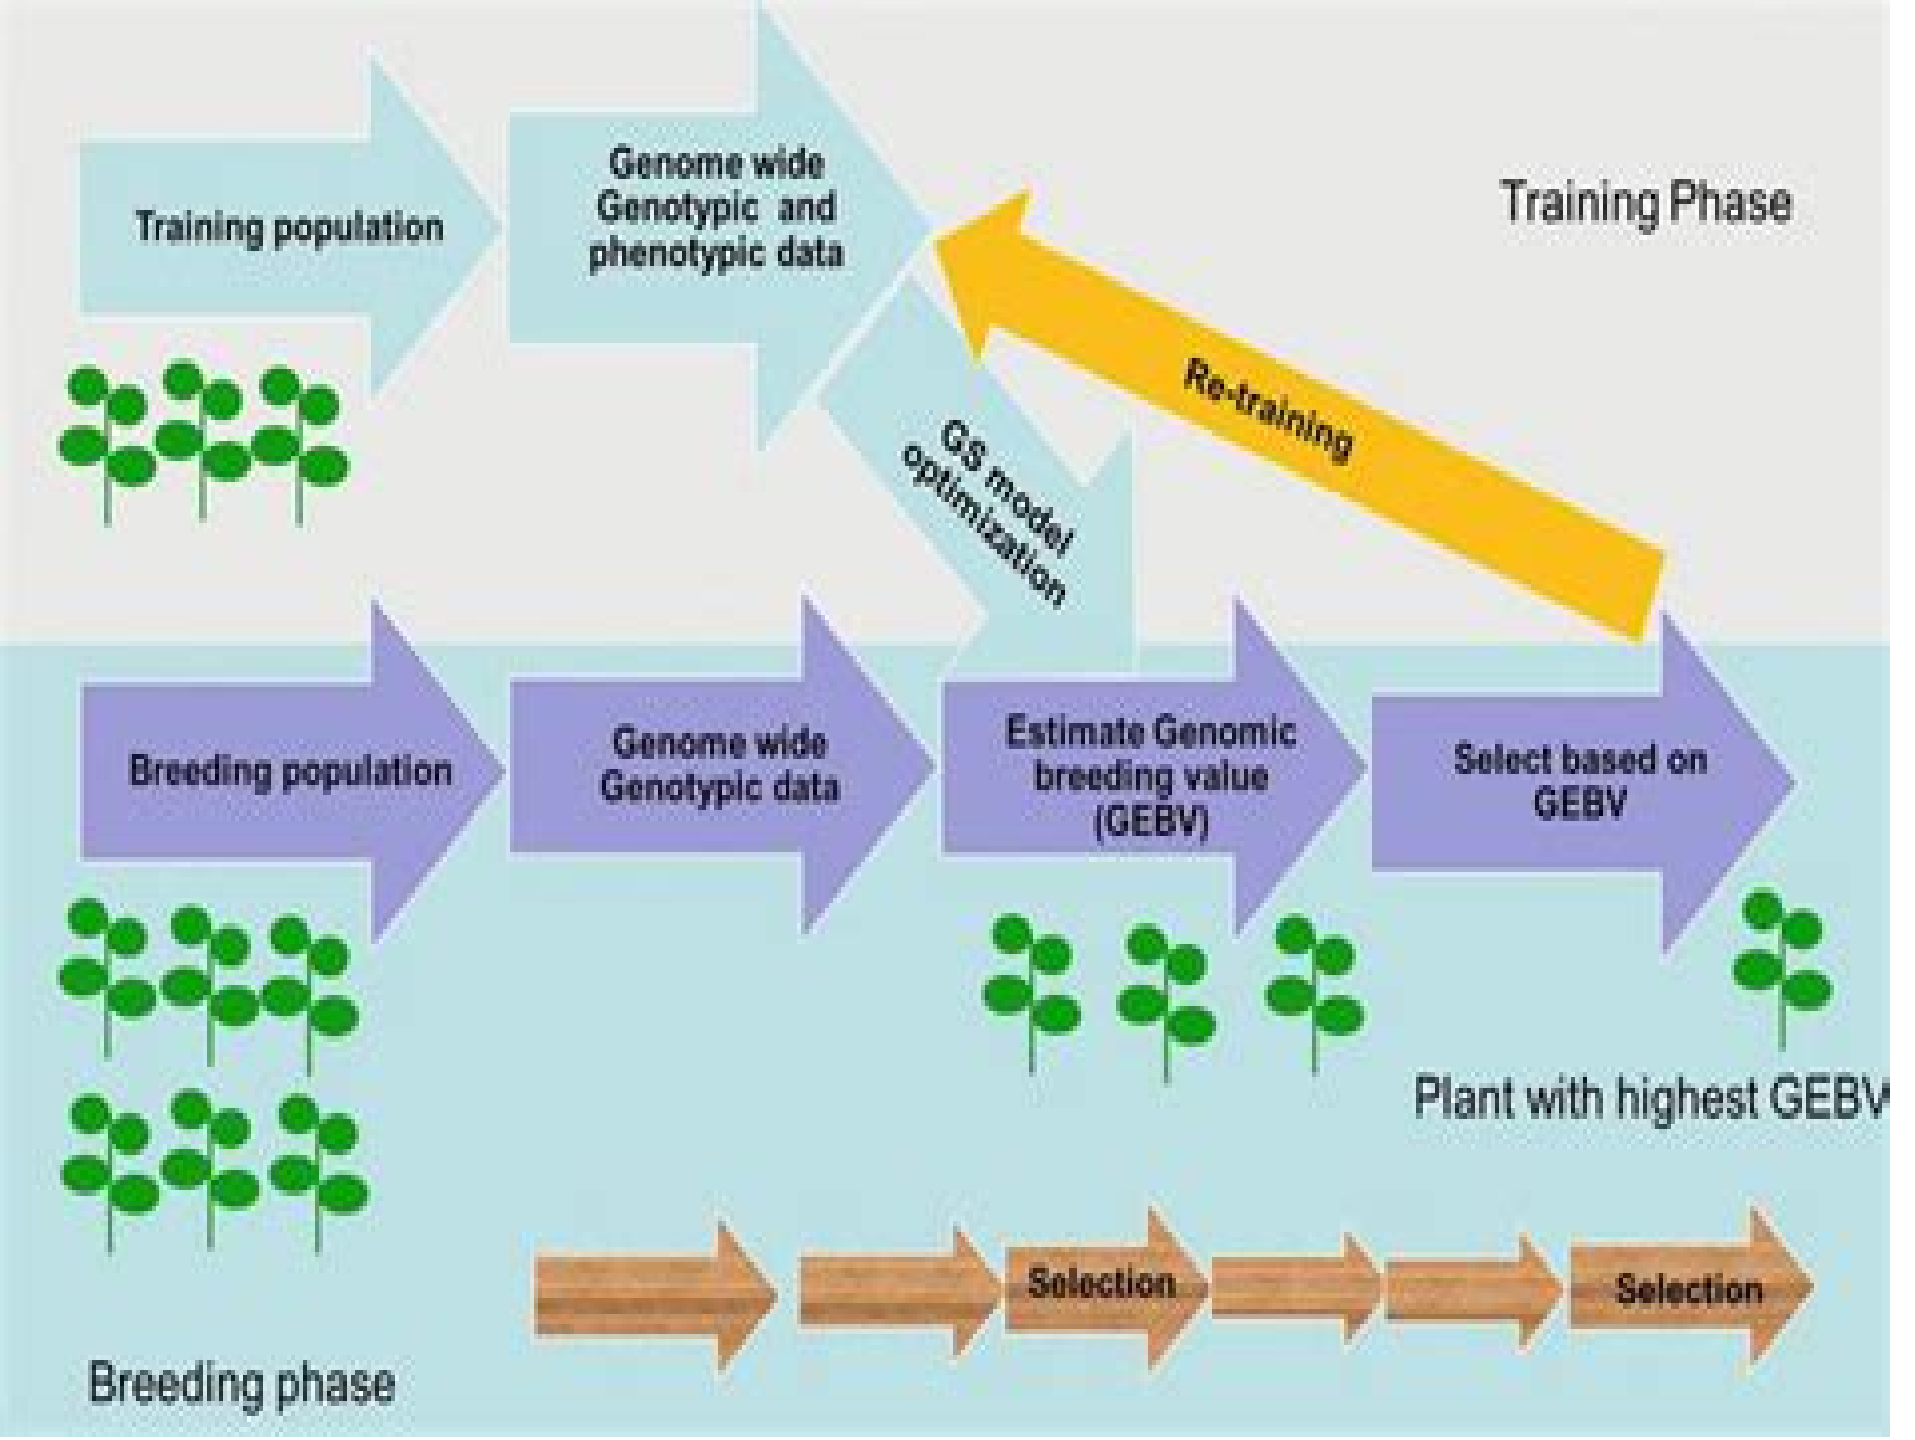 Training population
Genome wide
Genotypic and
phenotypic data
Training Phase
Re-training
GS model
optimization
Breeding population
Genome wide
Genotypic data
Estimate Genomic
breeding value
(GEBV)
Select based on
GEBV
Plant with highest GEBV
Selection
Selection
Breeding phase